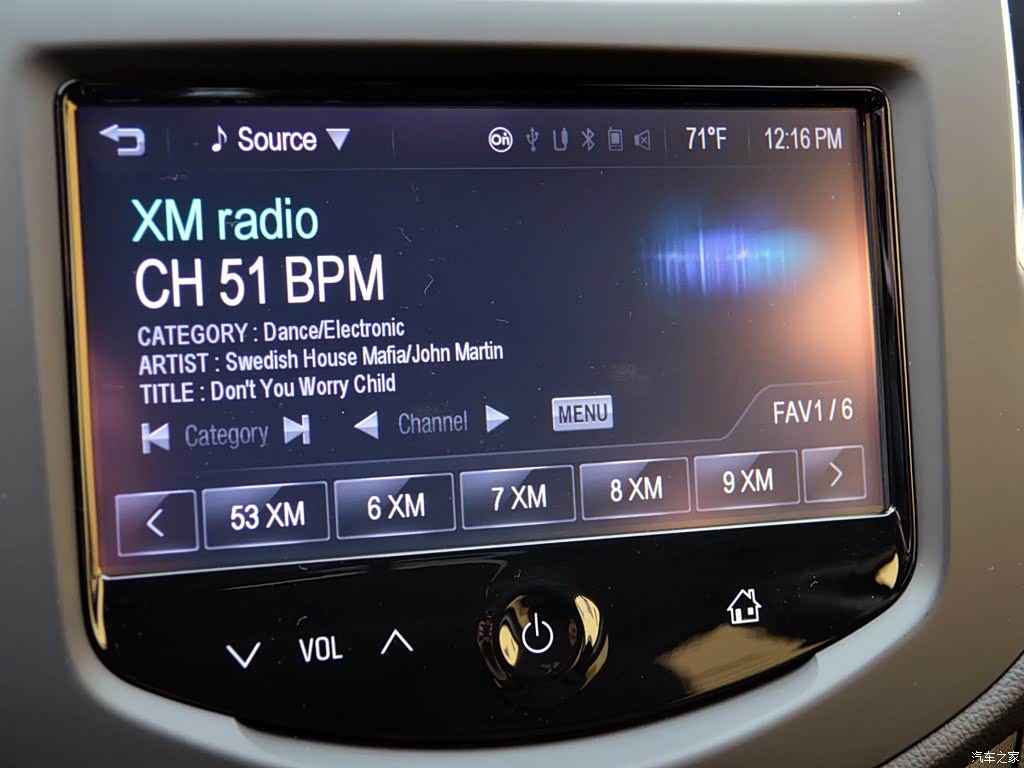 Source
On
71°F
12:16 PM
XM radio
CH 51 BPM
CATEGORY : Dance/Electronic
ARTIST : Swedish House Mafia/John Martin
TITLE : Don't You Worry Child
Category
Channel
MENU
FAV1 / 6
53 XM
6 XM
7 XM
8 XM
9 XM
VOL
汽车之家